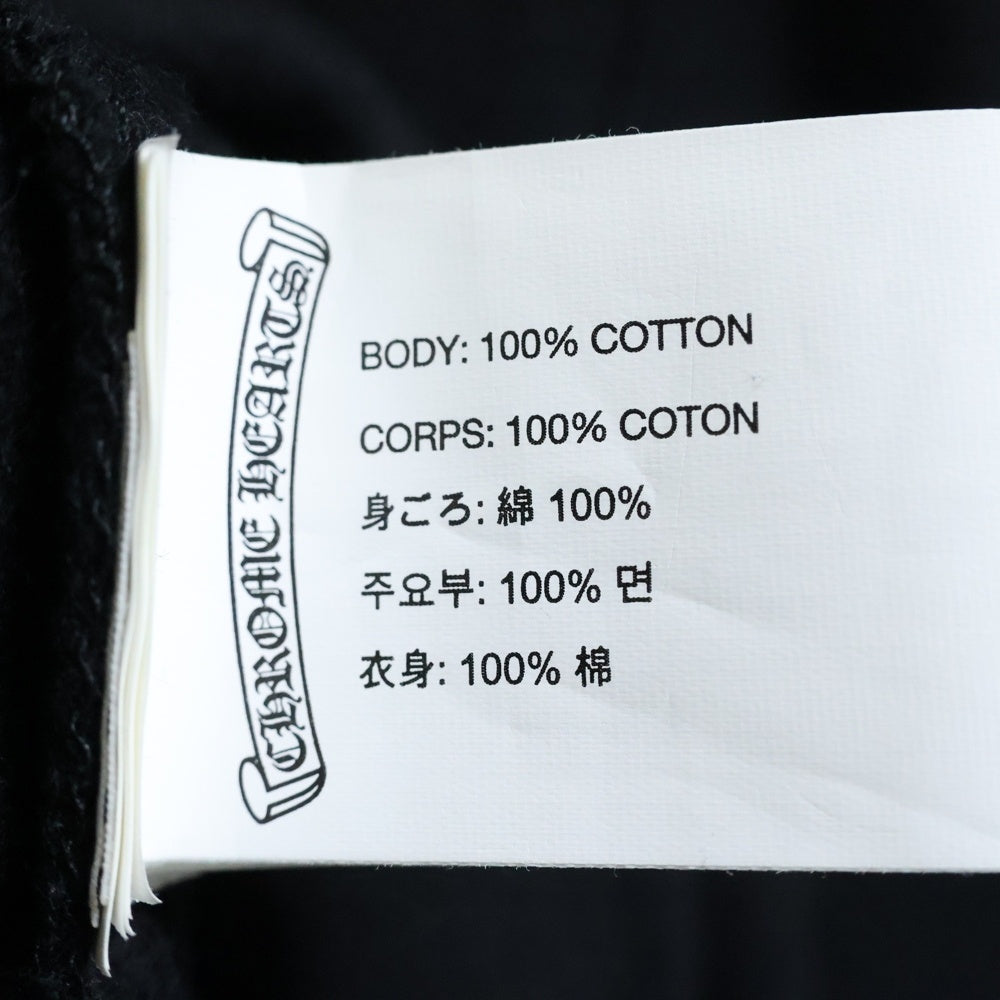 CHROME HEARTS
BODY: 100% COTTON
CORPS: 100% COTON
身ごろ: 綿 100%
주요부: 100% 면
衣身: 100% 棉